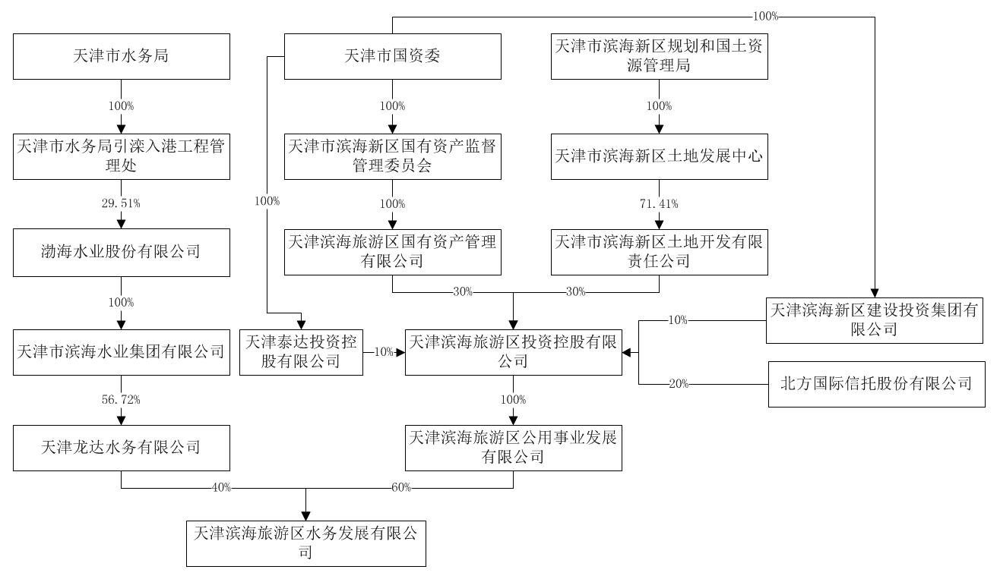 100%
天津市水务局
天津市国资委
天津市滨海新区规划和国土资
源管理局
100%
100%
100%
天津市水务局引滦入港工程管
理处
天津市滨海新区国有资产监督
管理委员会
天津市滨海新区土地发展中心
29.51%
100%
100%
71.41%
渤海水业股份有限公司
天津滨海旅游区国有资产管理
有限公司
天津市滨海新区土地开发有限
责任公司
100%
30%
30%
天津滨海新区建设投资集团有
限公司
10%
天津市滨海水业集团有限公司
天津泰达投资控
股有限公司
10%
天津滨海旅游区投资控股有限
公司
北方国际信托股份有限公司
20%
56.72%
100%
天津龙达水务有限公司
天津滨海旅游区公用事业发展
有限公司
40%
60%
天津滨海旅游区水务发展有限公
司